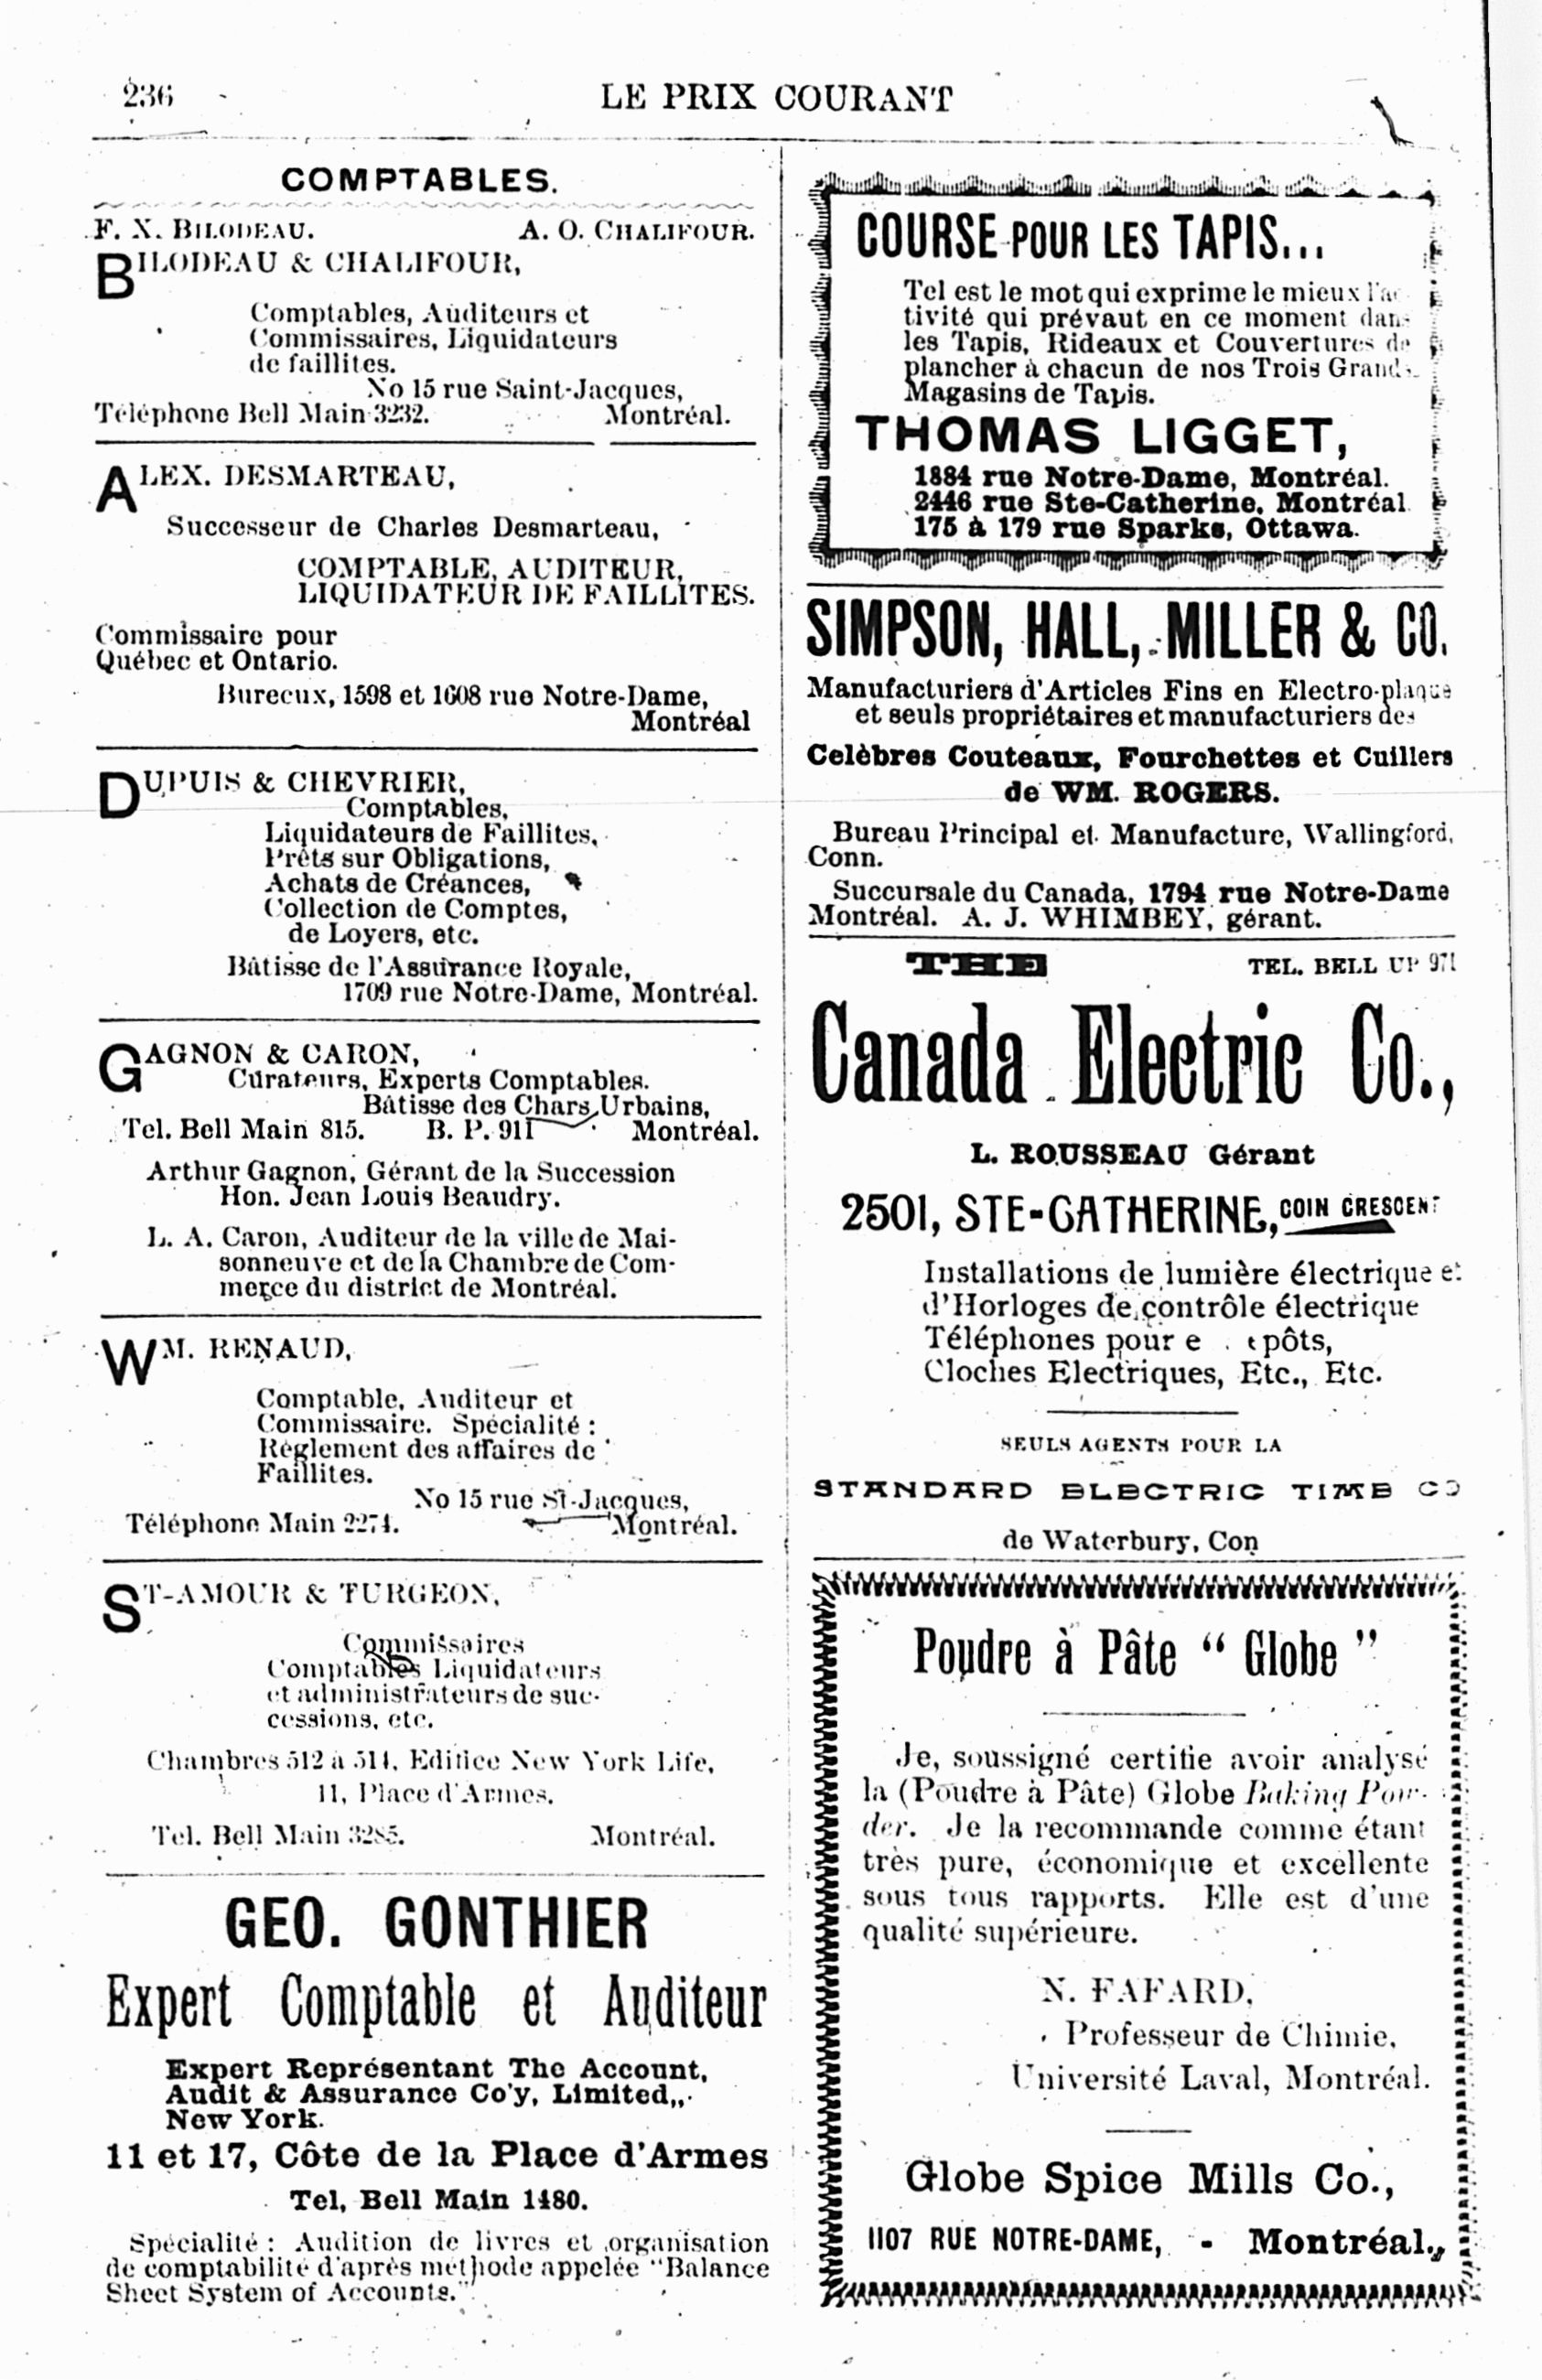 236
LE PRIX COURANT
COMPTABLES.
F. X. BILODEAU. A. O. CHALIFOUR.
BILODEAU & CHALIFOUR,
Comptables, Auditeurs et
Commissaires, Liquidateurs
de faillites.
No 15 rue Saint-Jacques,
Téléphone Bell Main 3232. Montréal.
ALEX. DESMARTEAU,
Successeur de Charles Desmarteau,
COMPTABLE, AUDITEUR,
LIQUIDATEUR DE FAILLITES.
Commissaire pour
Québec et Ontario.
Bureaux, 1598 et 1608 rue Notre-Dame,
Montréal
DUPUIS & CHEVRIER,
Comptables,
Liquidateurs de Faillites,
Prêts sur Obligations,
Achats de Créances,
Collection de Comptes,
de Loyers, etc.
Bâtisse de l'Assurance Royale,
1709 rue Notre-Dame, Montréal.
GAGNON & CARON,
Curateurs, Experts Comptables.
Bâtisse des Chars Urbains,
Tel. Bell Main 815. B. P. 911 Montréal.
Arthur Gagnon, Gérant de la Succession
Hon. Jean Louis Beaudry.
L. A. Caron, Auditeur de la ville de Mai-
sonneuve et de la Chambre de Com-
merce du district de Montréal.
WM. RENAUD,
Comptable, Auditeur et
Commissaire. Spécialité :
Règlement des affaires de
Faillites.
No 15 rue St-Jacques,
Téléphone Main 2274. Montréal.
ST-AMOUR & TURGEON,
Commissaires
Comptables Liquidateurs
et administrateurs de suc-
cessions, etc.
Chambres 512 à 514, Edifice New York Life,
11, Place d'Armes.
Tel. Bell Main 3285. Montréal.
GEO. GONTHIER
Expert Comptable et Auditeur
Expert Représentant The Account,
Audit & Assurance Co'y, Limited,,
New York.
11 et 17, Côte de la Place d'Armes
Tel, Bell Main 1480.
Spécialité : Audition de livres et organisation
de comptabilité d'après méthode appelée "Balance
Sheet System of Accounts."
COURSE POUR LES TAPIS...
Tel est le mot qui exprime le mieux
tivité qui prévaut en ce moment dans
les Tapis, Rideaux et Couvertures de
plancher à chacun de nos Trois Grands
Magasins de Tapis.
THOMAS LIGGET,
1884 rue Notre-Dame, Montréal.
2446 rue Ste-Catherine, Montréal
175 à 179 rue Sparks, Ottawa.
SIMPSON, HALL, MILLER & CO.
Manufacturiers d'Articles Fins en Electro-plaque
et seuls propriétaires et manufacturiers des
Celèbres Couteaux, Fourchettes et Cuillers
de WM. ROGERS.
Bureau Principal et Manufacture, Wallingford,
Conn.
Succursale du Canada, 1794 rue Notre-Dame
Montréal. A. J. WHIMBEY, gérant.
THE TEL. BELL UP 971
Canada Electric Co.,
L. ROUSSEAU Gérant
2501, STE-CATHERINE, COIN CRESCENT
Installations de lumière électrique et
d'Horloges de contrôle électrique
Téléphones pour
Cloches Electriques, Etc., Etc.
SEULS AGENTS POUR LA
STANDARD ELECTRIC TIME CO
de Waterbury, Con
Poudre à Pâte " Globe "
Je, soussigné certifie avoir analysé
la (Poudre à Pâte) Globe Baking Pow-
der. Je la recommande comme étant
très pure, économique et excellente
sous tous rapports. Elle est d'une
qualité supérieure.
N. FAFARD,
Professeur de Chimie,
Université Laval, Montréal.
Globe Spice Mills Co.,
1107 RUE NOTRE-DAME, - Montréal.,